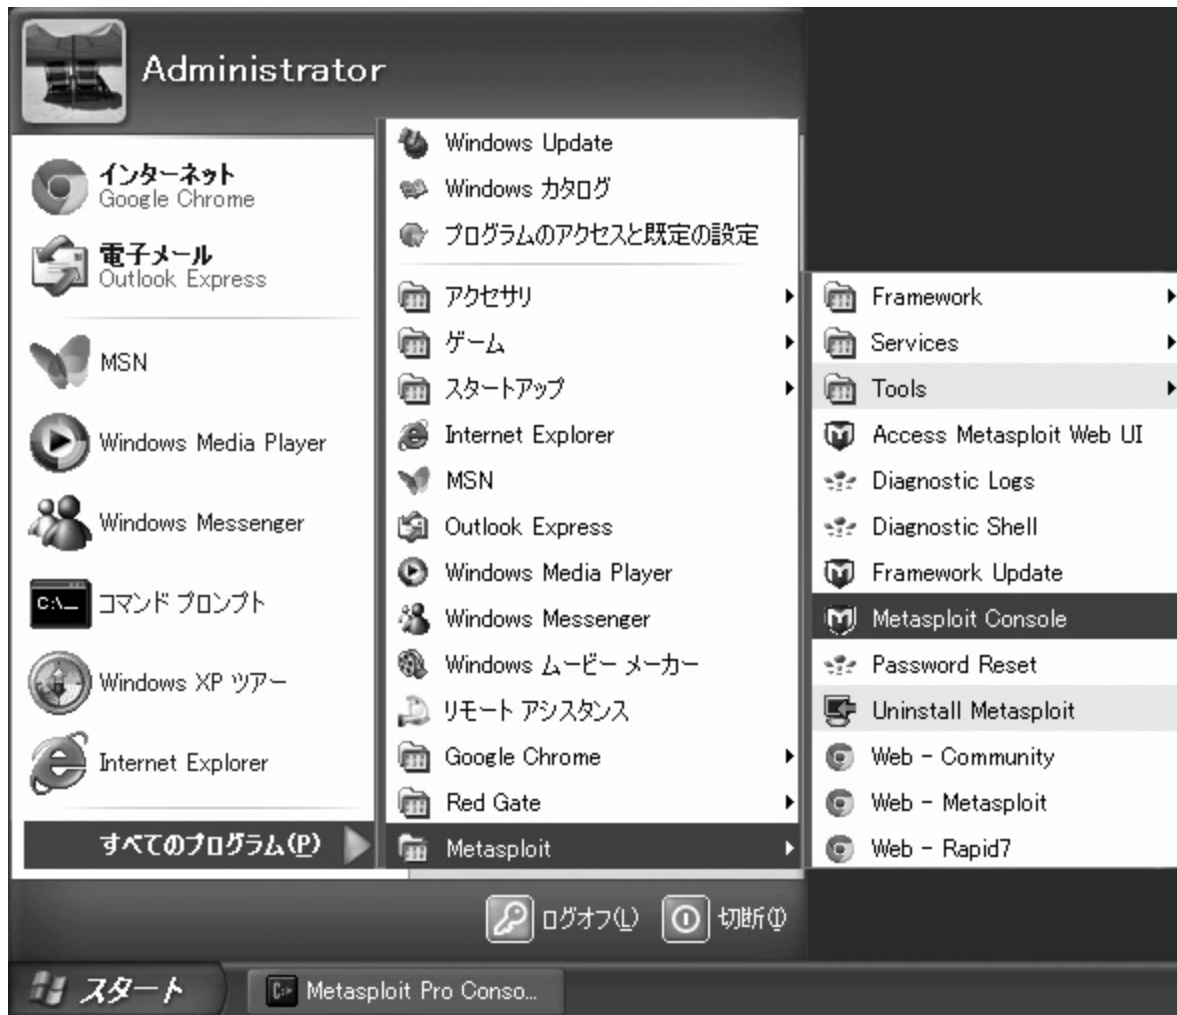 Administrator
インターネット
Google Chrome
電子メール
Outlook Express
MSN
Windows Media Player
Windows Messenger
C:\_
コマンド プロンプト
Windows XP ツアー
Internet Explorer
すべてのプログラム(P)
Windows Update
Windows カタログ
プログラムのアクセスと既定の設定
アクセサリ
ゲーム
スタートアップ
Internet Explorer
MSN
Outlook Express
Windows Media Player
Windows Messenger
Windows ムービー メーカー
リモート アシスタンス
Google Chrome
Red Gate
Metasploit
Framework
Services
Tools
Access Metasploit Web UI
Diagnostic Logs
Diagnostic Shell
Framework Update
Metasploit Console
Password Reset
Uninstall Metasploit
Web - Community
Web - Metasploit
Web - Rapid7
ログオフ(L)
切断(I)
スタート
Metasploit Pro Conso...